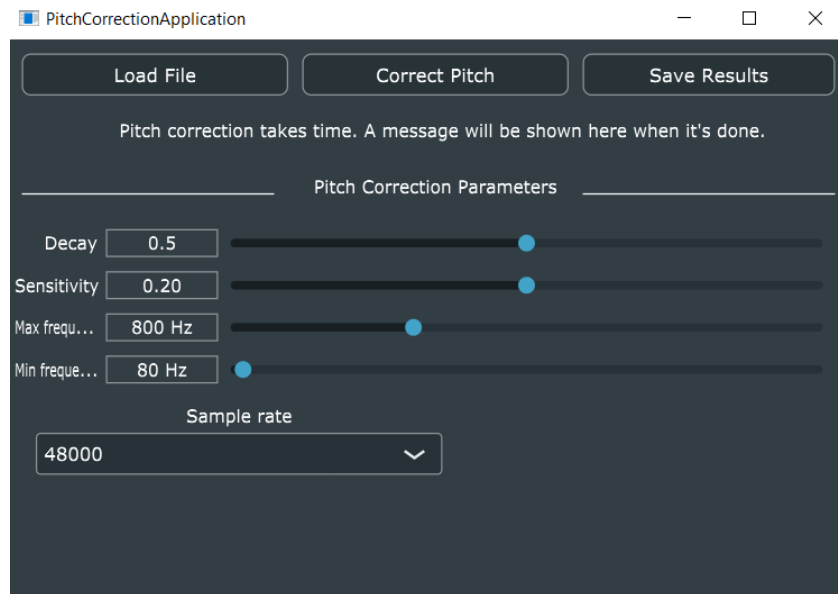 PitchCorrectionApplication
Load File Correct Pitch Save Results
Pitch correction takes time. A message will be shown here when it's done.
Pitch Correction Parameters
Decay 0.5
Sensitivity 0.20
Max frequ... 800 Hz
Min freque... 80 Hz
Sample rate
48000